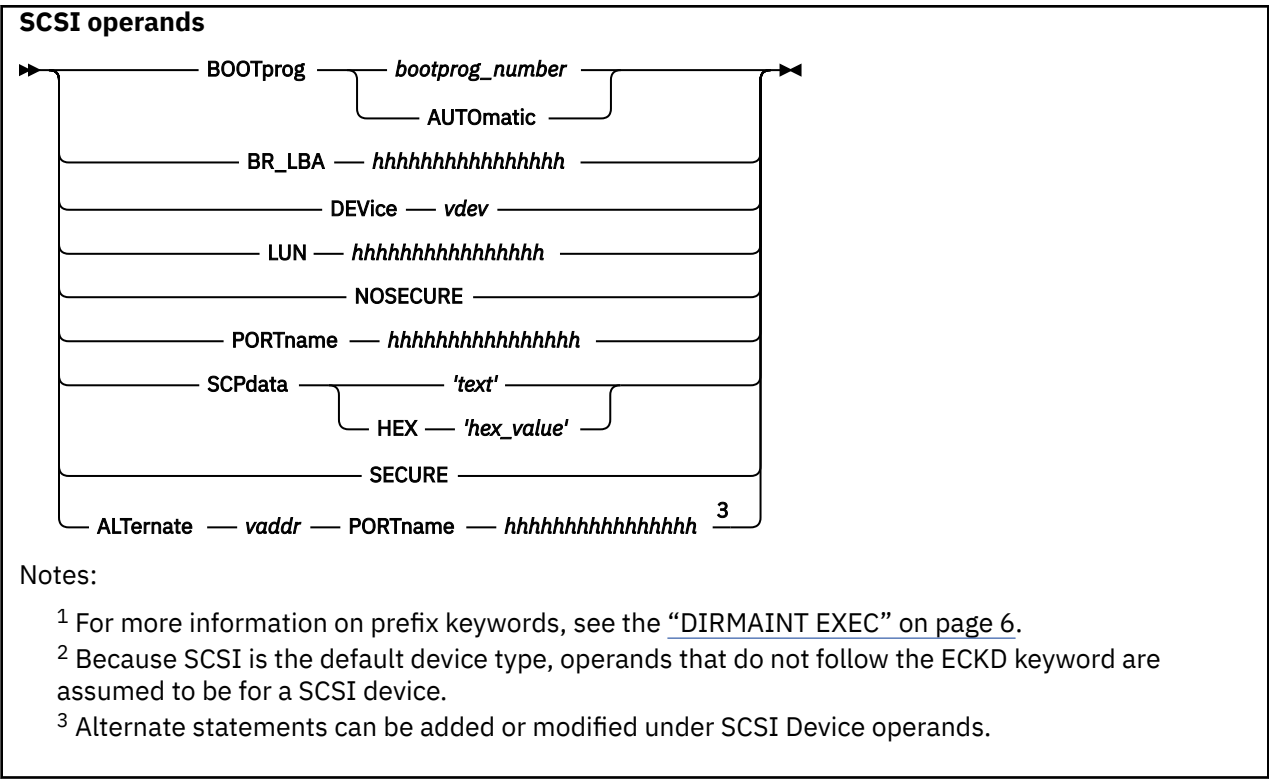 SCSI operands
BOOTprog bootprog_number
AUTOmatic
BR_LBA hhhhhhhhhhhhhhhh
DEVice vdev
LUN hhhhhhhhhhhhhhhh
NOSECURE
PORTname hhhhhhhhhhhhhhhh
SCPdata 'text'
HEX 'hex_value'
SECURE
ALTernate vaddr PORTname hhhhhhhhhhhhhhhh 3
Notes:
1 For more information on prefix keywords, see the “DIRMAINT EXEC” on page 6.
2 Because SCSI is the default device type, operands that do not follow the ECKD keyword are
assumed to be for a SCSI device.
3 Alternate statements can be added or modified under SCSI Device operands.